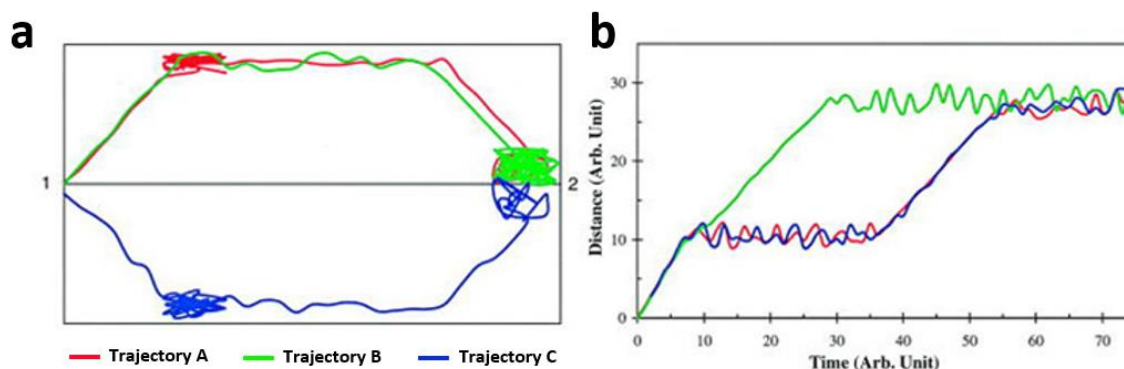 a
1
2
Trajectory A
Trajectory B
Trajectory C
b
Distance (Arb. Unit)
30
20
10
0
0 10 20 30 40 50 60 70
Time (Arb. Unit)